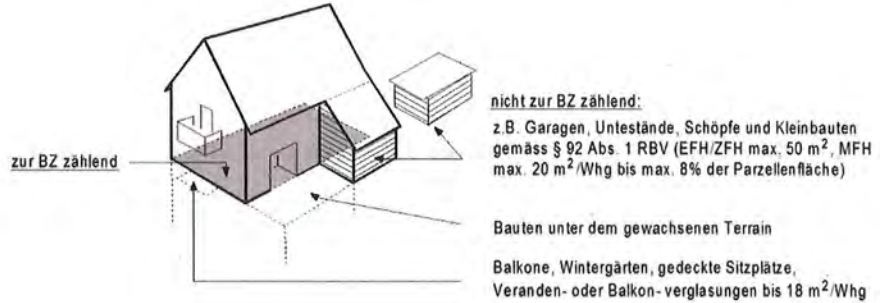 nicht zur BZ zählend:
z.B. Garagen, Unterstände, Schöpfe und Kleinbauten
gemäss § 92 Abs. 1 RBV (EFH/ZFH max. 50 m², MFH
max. 20 m²/Whg bis max. 8% der Parzellenfläche)
zur BZ zählend
Bauten unter dem gewachsenen Terrain
Balkone, Wintergärten, gedeckte Sitzplätze,
Veranden- oder Balkon- verglasungen bis 18 m²/Whg